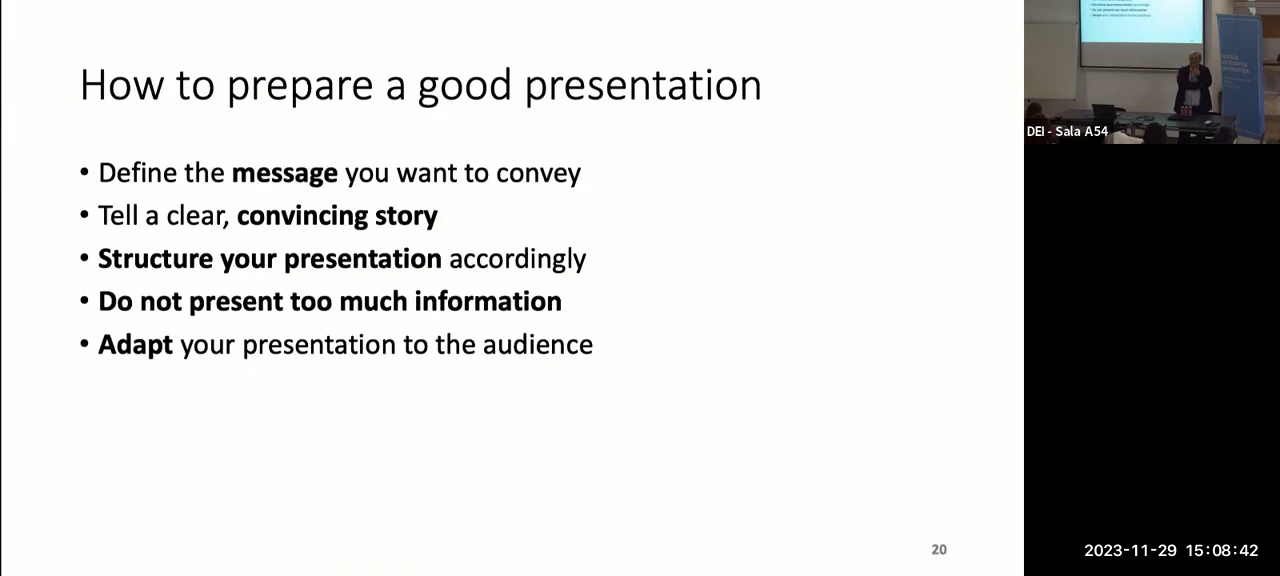 How to prepare a good presentation
• Define the message you want to convey
• Tell a clear, convincing story
• Structure your presentation accordingly
• Do not present too much information
• Adapt your presentation to the audience
20
DEI - Sala A54
2023-11-29 15:08:42